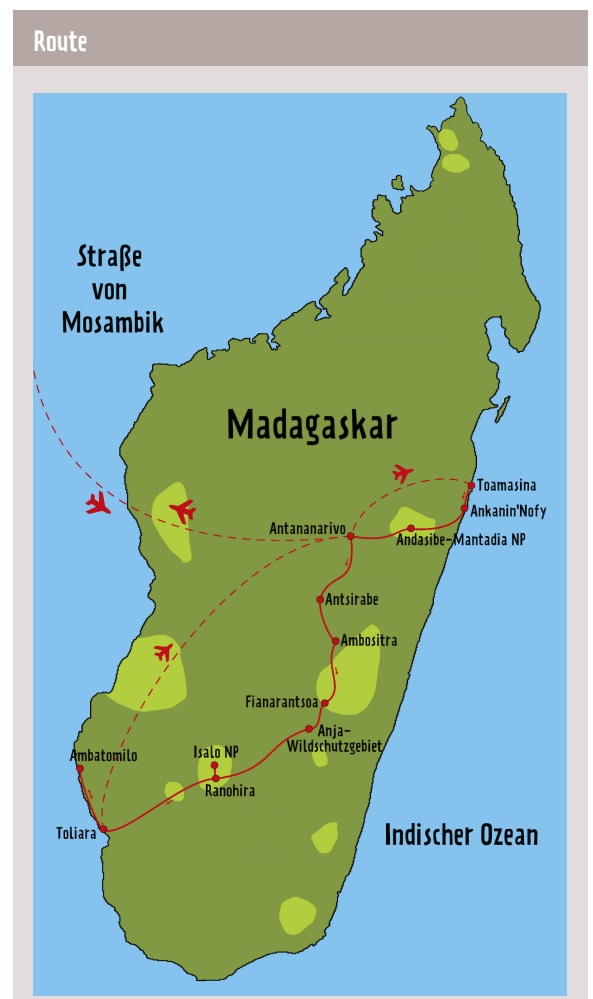 Route
Straße
von
Mosambik
Madagaskar
Toamasina
Ankanin'Nofy
Antananarivo
Andasibe-Mantadia NP
Antsirabe
Ambositra
Fianarantsoa
Anja-
Wildschutzgebiet
Isalo NP
Ambatomilo
Ranohira
Toliara
Indischer Ozean